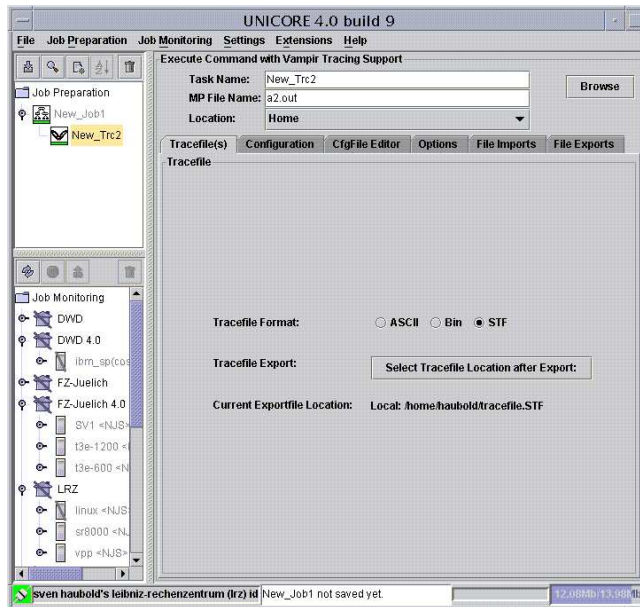 UNICORE 4.0 build 9
File Job Preparation Job Monitoring Settings Extensions Help
Execute Command with Vampir Tracing Support
Task Name: New_Trc2
Browse
MP File Name: a2.out
Location: Home
Job Preparation
New_Job1
New_Trc2
Tracefile(s) Configuration CfgFile Editor Options File Imports File Exports
Tracefile
Job Monitoring
DWD
DWD 4.0
ibm_sp(cos
FZ-Juelich
FZ-Juelich 4.0
SV1 <NJS>
t3e-1200 <
t3e-600 <N
LRZ
linux <NJS>
sr8000 <NJ
vpp <NJS>
Tracefile Format: ASCII Bin STF
Tracefile Export: Select Tracefile Location after Export:
Current Exportfile Location: Local: /home/haubold/tracefile.STF
sven haubold's leibniz-rechenzentrum (lrz) id New_Job1 not saved yet.